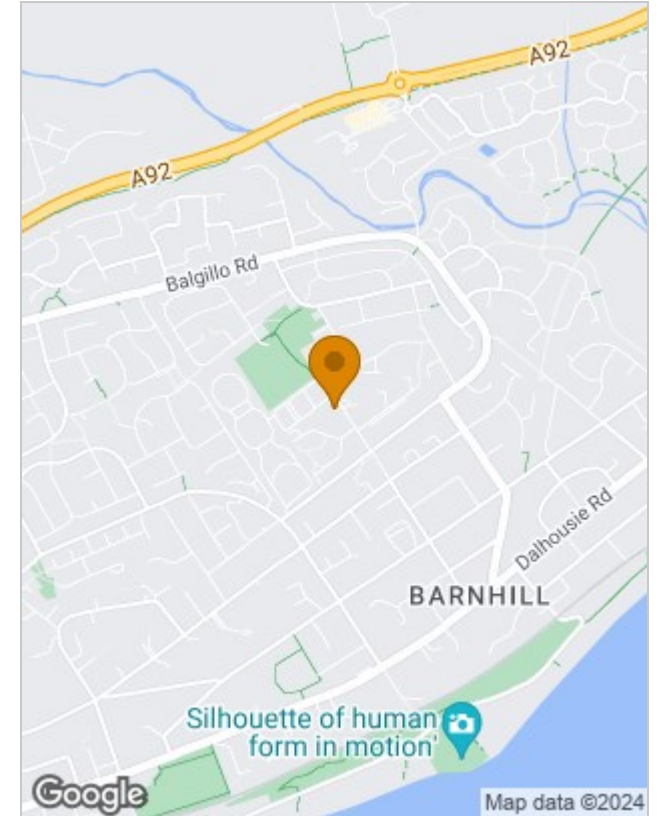 A92
A92
Balgillo Rd
Dalhousie Rd
BARNHILL
Silhouette of human
form in motion'
Google
Map data ©2024